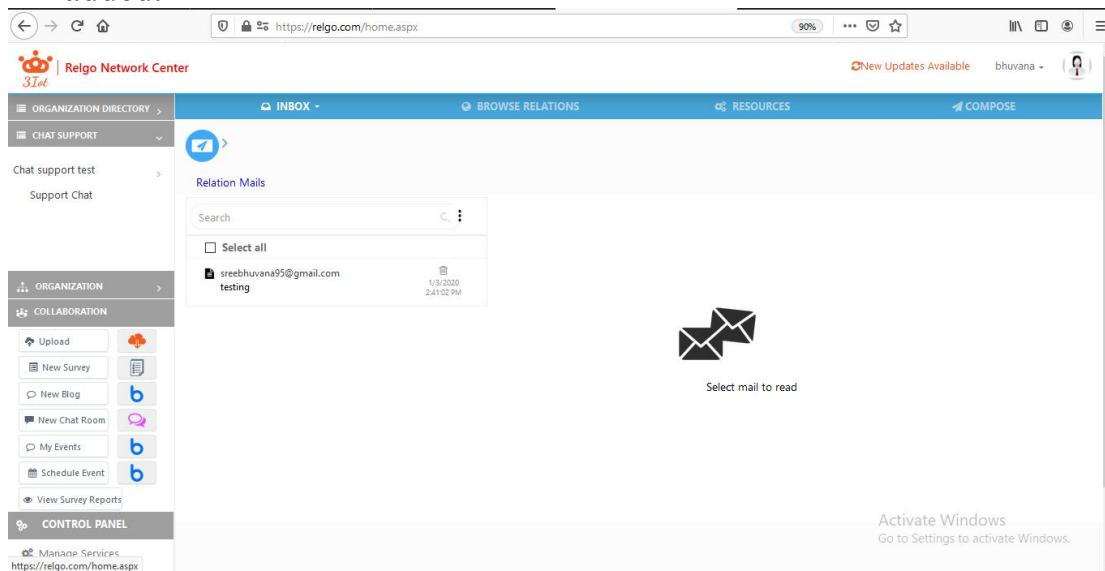 https://relgo.com/home.aspx
90%
3Iot
Relgo Network Center
New Updates Available
bhuvana
ORGANIZATION DIRECTORY
INBOX
BROWSE RELATIONS
RESOURCES
COMPOSE
CHAT SUPPORT
Chat support test
Support Chat
Relation Mails
Search
Select all
sreebhuvana95@gmail.com
testing
1/3/2020
2:41:02 PM
Select mail to read
ORGANIZATION
COLLABORATION
Upload
New Survey
New Blog
New Chat Room
My Events
Schedule Event
View Survey Reports
CONTROL PANEL
Manage Services
https://relgo.com/home.aspx
Activate Windows
Go to Settings to activate Windows.